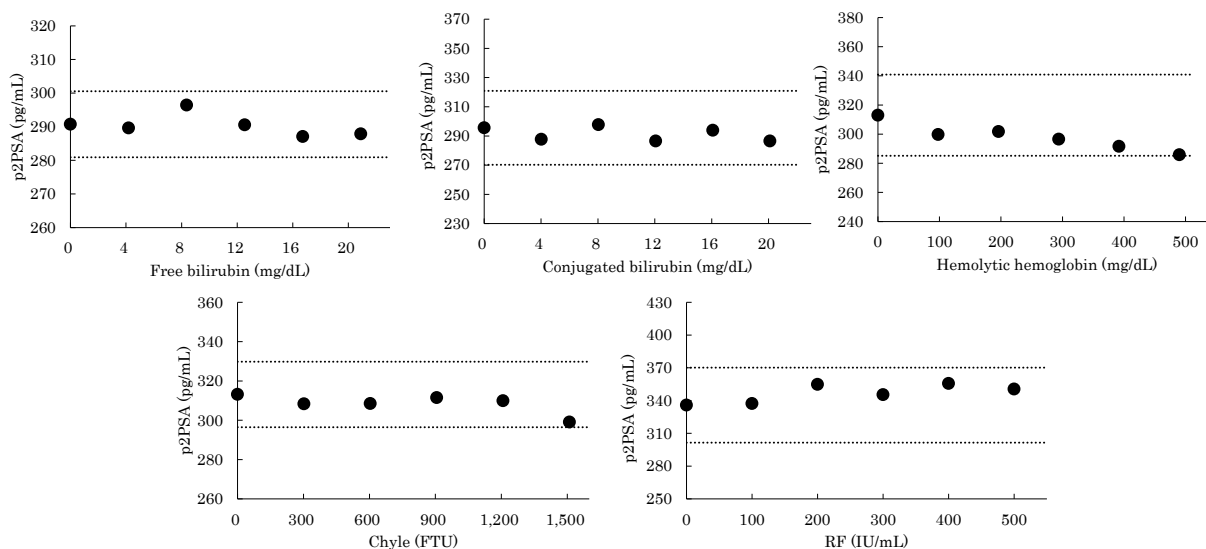 320
310
300
290
280
270
260
p2PSA (pg/mL)
0 4 8 12 16 20
Free bilirubin (mg/dL)
370
350
330
310
290
270
250
230
p2PSA (pg/mL)
0 4 8 12 16 20
Conjugated bilirubin (mg/dL)
380
360
340
320
300
280
260
240
p2PSA (pg/mL)
0 100 200 300 400 500
Hemolytic hemoglobin (mg/dL)
360
340
320
310
300
280
260
p2PSA (pg/mL)
0 300 600 900 1,200 1,500
Chyle (FTU)
430
400
370
340
310
280
250
p2PSA (pg/mL)
0 100 200 300 400 500
RF (IU/mL)